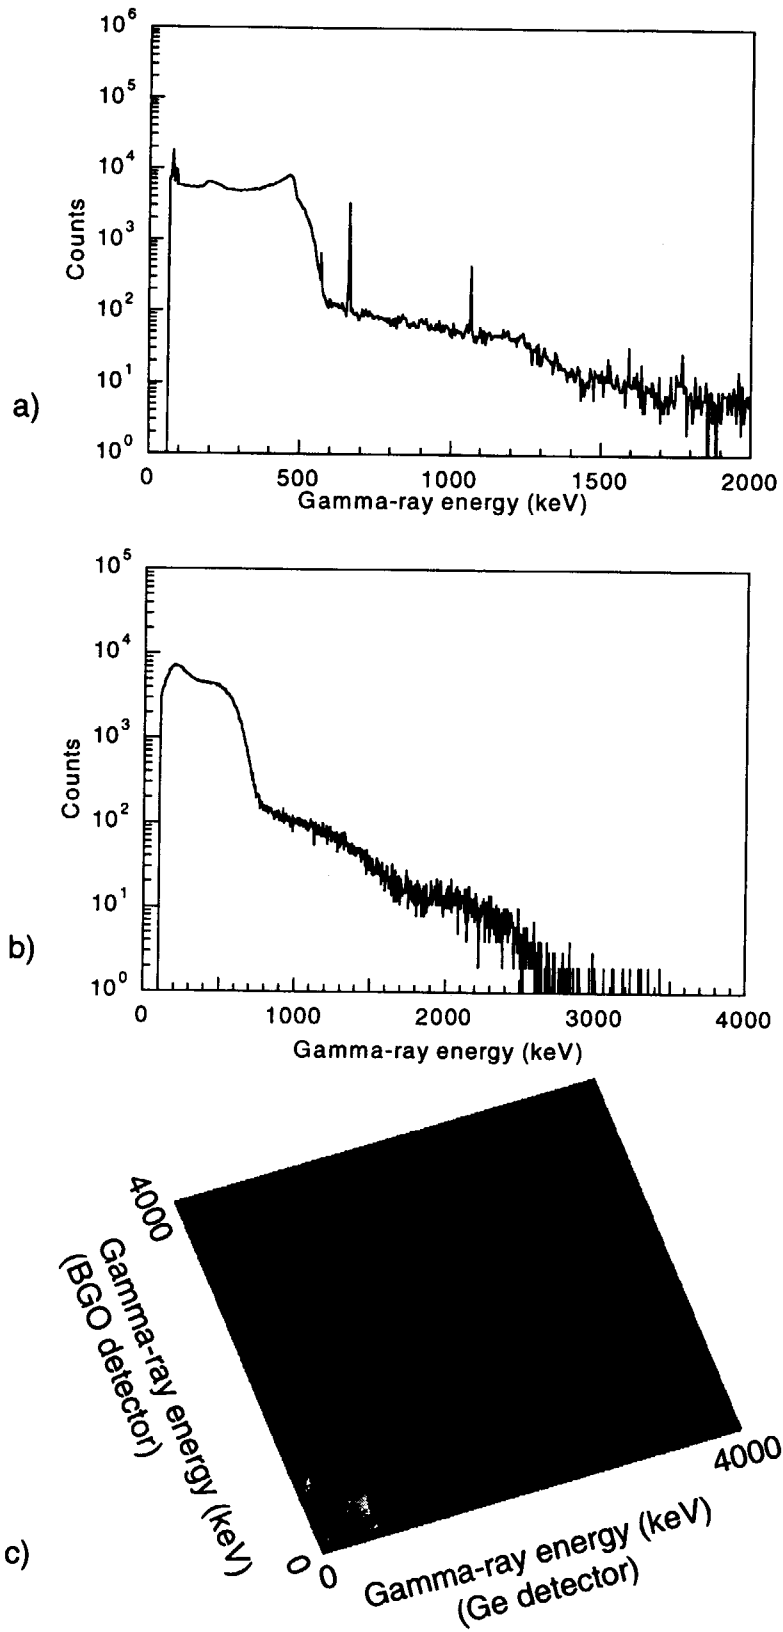 10^6
10^5
10^4
10^3
10^2
10^1
10^0
Counts
a)
0 500 1000 1500 2000
Gamma-ray energy (keV)
10^5
10^4
10^3
10^2
10^1
10^0
Counts
b)
0 1000 2000 3000 4000
Gamma-ray energy (keV)
4000
Gamma-ray energy (keV)
(BGO detector)
0
c)
0
4000
Gamma-ray energy (keV)
(Ge detector)